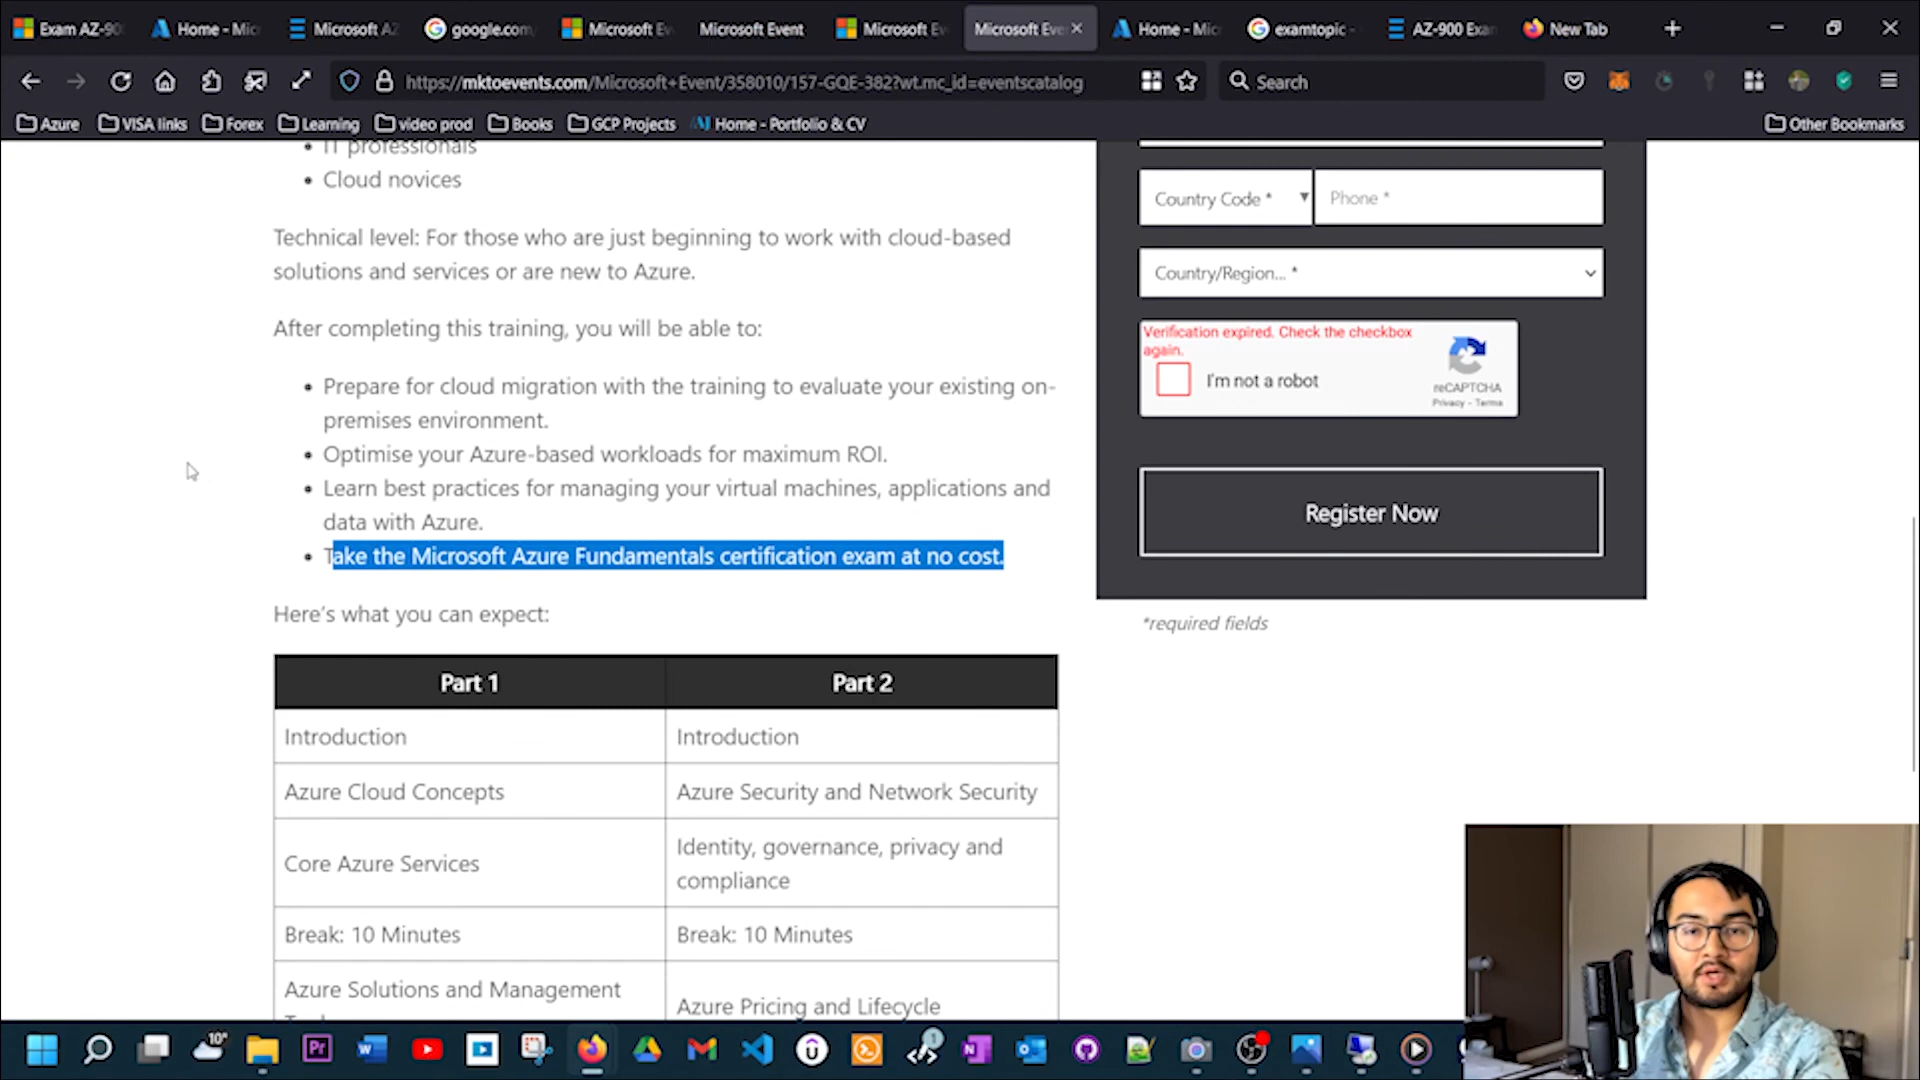 Exam AZ-90
Home - Mic
Microsoft AZ
google.com/
Microsoft Ev
Microsoft Event
Microsoft Ev
Microsoft Eve
Home - Mic
examtopic -
AZ-900 Exam
New Tab
https://mktoevents.com/Microsoft+Event/358010/157-GQE-382?wt.mc_id=eventscatalog
Search
Azure
VISA links
Forex
Learning
video prod
Books
GCP Projects
Home - Portfolio & CV
Other Bookmarks
• IT professionals
• Cloud novices
Technical level: For those who are just beginning to work with cloud-based
solutions and services or are new to Azure.
After completing this training, you will be able to:
• Prepare for cloud migration with the training to evaluate your existing on-
premises environment.
• Optimise your Azure-based workloads for maximum ROI.
• Learn best practices for managing your virtual machines, applications and
data with Azure.
• Take the Microsoft Azure Fundamentals certification exam at no cost.
Here's what you can expect:
Part 1
Part 2
Introduction
Introduction
Azure Cloud Concepts
Azure Security and Network Security
Core Azure Services
Identity, governance, privacy and
compliance
Break: 10 Minutes
Break: 10 Minutes
Azure Solutions and Management
Azure Pricing and Lifecycle
Country Code *
Phone *
Country/Region... *
Verification expired. Check the checkbox
again.
I'm not a robot
reCAPTCHA
Privacy - Terms
Register Now
*required fields
10°
Pr